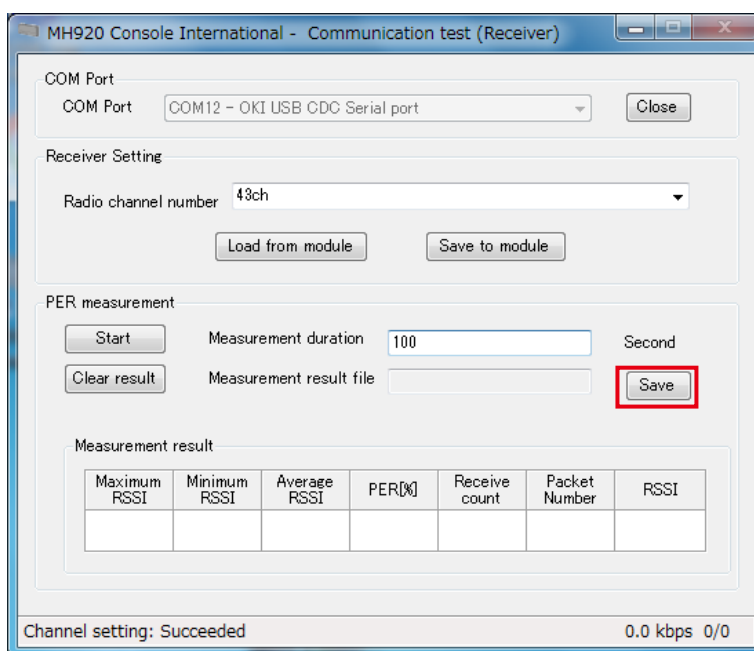 MH920 Console International - Communication test (Receiver)
COM Port
COM Port COM12 - OKI USB CDC Serial port Close
Receiver Setting
Radio channel number 43ch
Load from module Save to module
PER measurement
Start Measurement duration 100 Second
Clear result Measurement result file Save
Measurement result
Maximum RSSI Minimum RSSI Average RSSI PER[%] Receive count Packet Number RSSI
Channel setting: Succeeded 0.0 kbps 0/0